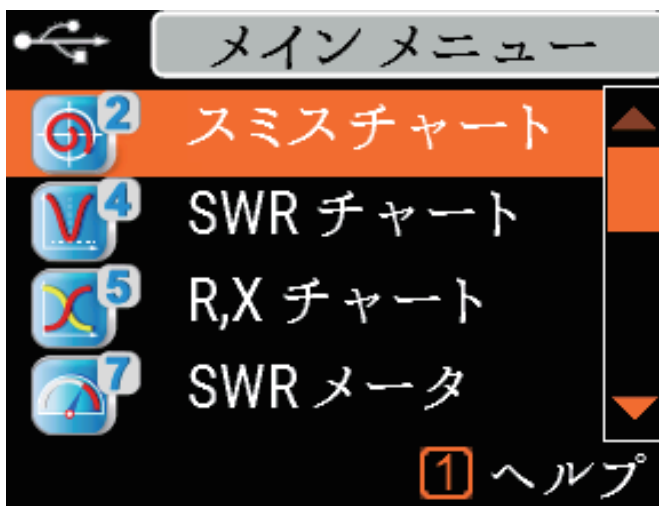 メイン メニュー
2 スミスチャート
4 SWR チャート
5 R,X チャート
7 SWR メータ
1 ヘルプ